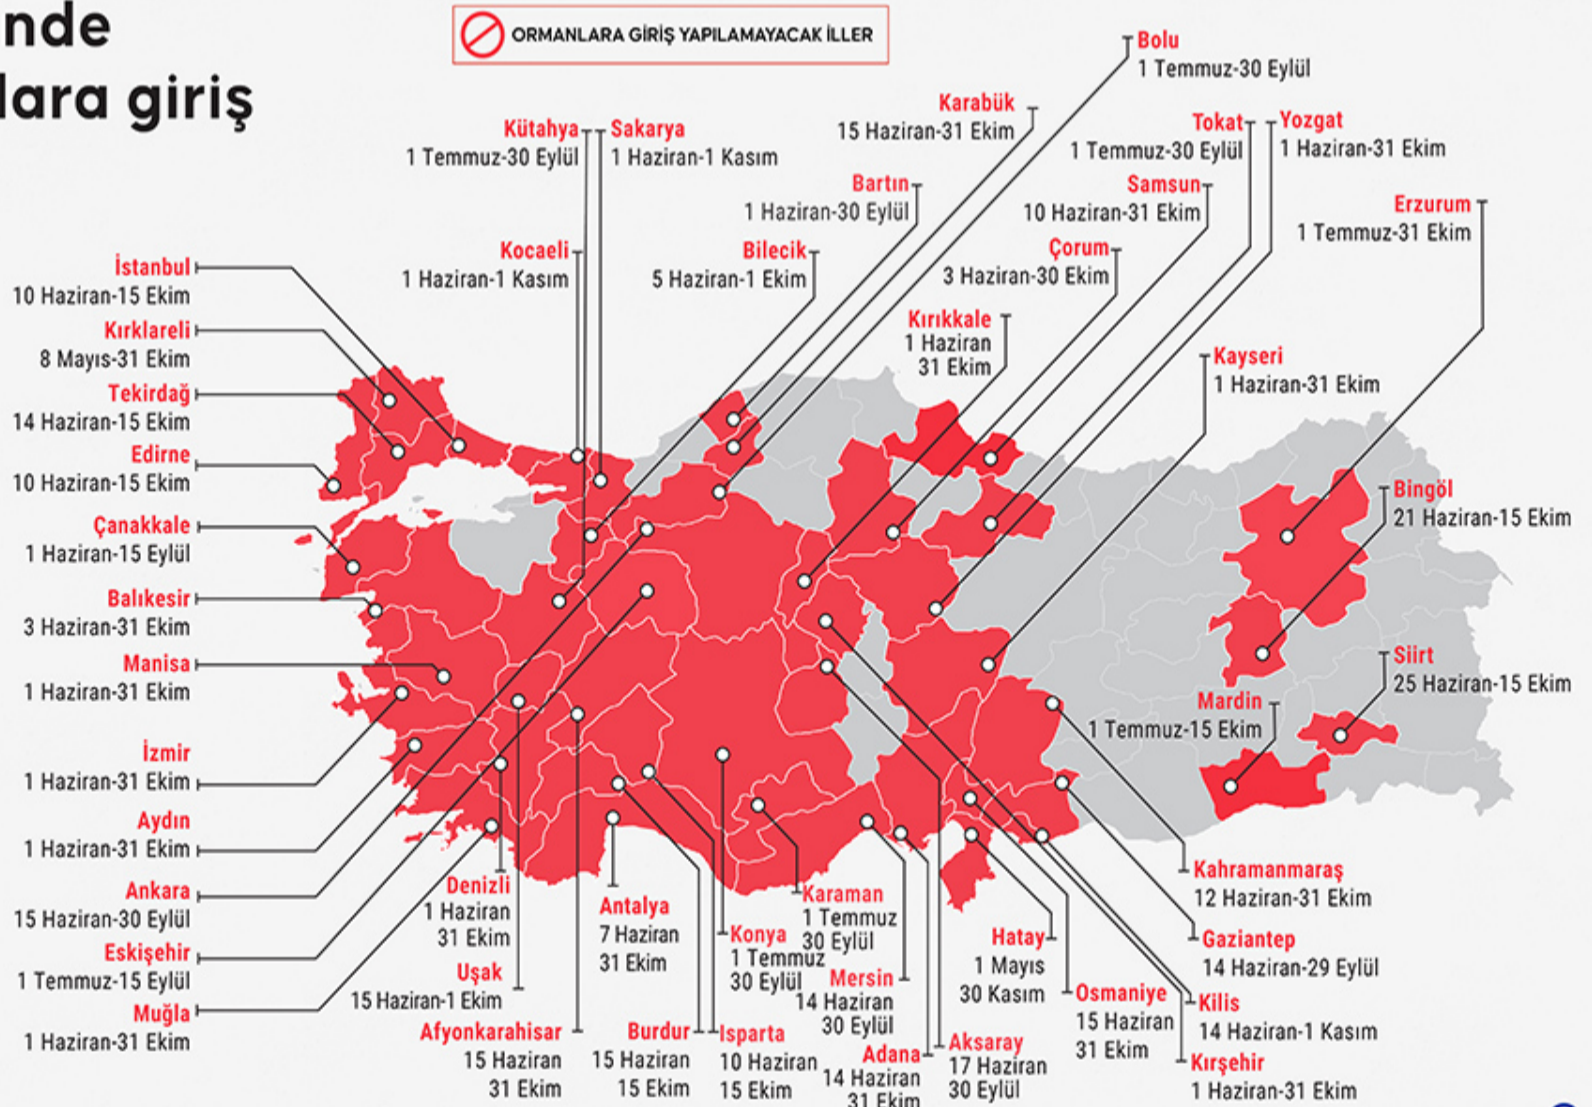 nde
lara giriş
ORMANLARA GİRİŞ YAPILAMAYACAK İLLER
Bolu
1 Temmuz-30 Eylül
Karabük
15 Haziran-31 Ekim
Tokat
1 Temmuz-30 Eylül
Yozgat
1 Haziran-31 Ekim
Kütahya
1 Temmuz-30 Eylül
Sakarya
1 Haziran-1 Kasım
Bartın
1 Haziran-30 Eylül
Samsun
10 Haziran-31 Ekim
Erzurum
1 Temmuz-31 Ekim
Kocaeli
1 Haziran-1 Kasım
Bilecik
5 Haziran-1 Ekim
Çorum
3 Haziran-30 Ekim
İstanbul
10 Haziran-15 Ekim
Kırklareli
8 Mayıs-31 Ekim
Kırıkkale
1 Haziran
31 Ekim
Kayseri
1 Haziran-31 Ekim
Tekirdağ
14 Haziran-15 Ekim
Edirne
10 Haziran-15 Ekim
Bingöl
21 Haziran-15 Ekim
Çanakkale
1 Haziran-15 Eylül
Balıkesir
3 Haziran-31 Ekim
Manisa
1 Haziran-31 Ekim
Siirt
25 Haziran-15 Ekim
Mardin
1 Temmuz-15 Ekim
İzmir
1 Haziran-31 Ekim
Aydın
1 Haziran-31 Ekim
Ankara
15 Haziran-30 Eylül
Eskişehir
1 Temmuz-15 Eylül
Muğla
1 Haziran-31 Ekim
Denizli
1 Haziran
31 Ekim
Uşak
15 Haziran-1 Ekim
Afyonkarahisar
15 Haziran
31 Ekim
Antalya
7 Haziran
31 Ekim
Burdur
15 Haziran
15 Ekim
Isparta
10 Haziran
15 Ekim
Konya
1 Temmuz
30 Eylül
Karaman
1 Temmuz
30 Eylül
Mersin
14 Haziran
30 Eylül
Adana
14 Haziran
31 Ekim
Aksaray
17 Haziran
30 Eylül
Hatay
1 Mayıs
30 Kasım
Osmaniye
15 Haziran
31 Ekim
Kahramanmaraş
12 Haziran-31 Ekim
Gaziantep
14 Haziran-29 Eylül
Kilis
14 Haziran-1 Kasım
Kırşehir
1 Haziran-31 Ekim